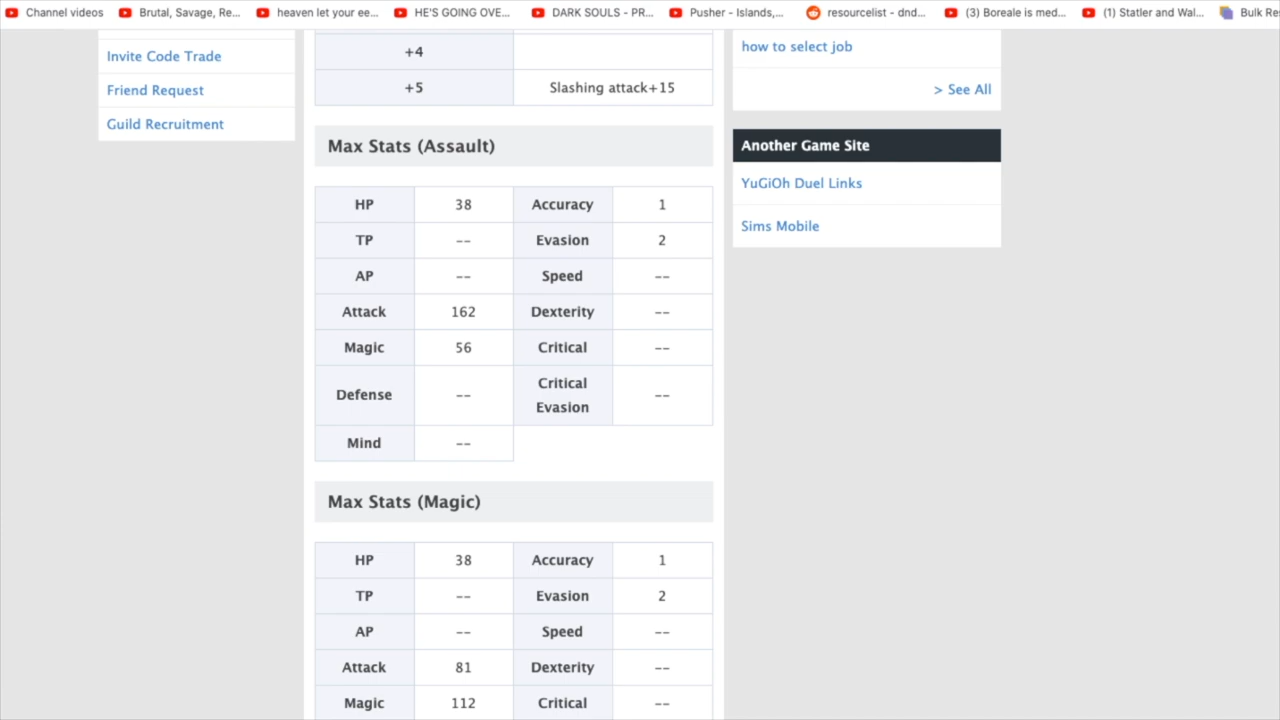 Channel videos Brutal, Savage, Re... heaven let your ee... HE'S GOING OVE... DARK SOULS - PR... Pusher - Islands,... resourcelist - dnd... (3) Boreale is med... (1) Statler and Wal... Bulk Re
Invite Code Trade
Friend Request
Guild Recruitment
+4
+5 Slashing attack+15
Max Stats (Assault)
HP 38 Accuracy 1
TP -- Evasion 2
AP -- Speed --
Attack 162 Dexterity --
Magic 56 Critical --
Defense -- Critical Evasion --
Mind --
Max Stats (Magic)
HP 38 Accuracy 1
TP -- Evasion 2
AP -- Speed --
Attack 81 Dexterity --
Magic 112 Critical --
how to select job
> See All
Another Game Site
YuGiOh Duel Links
Sims Mobile